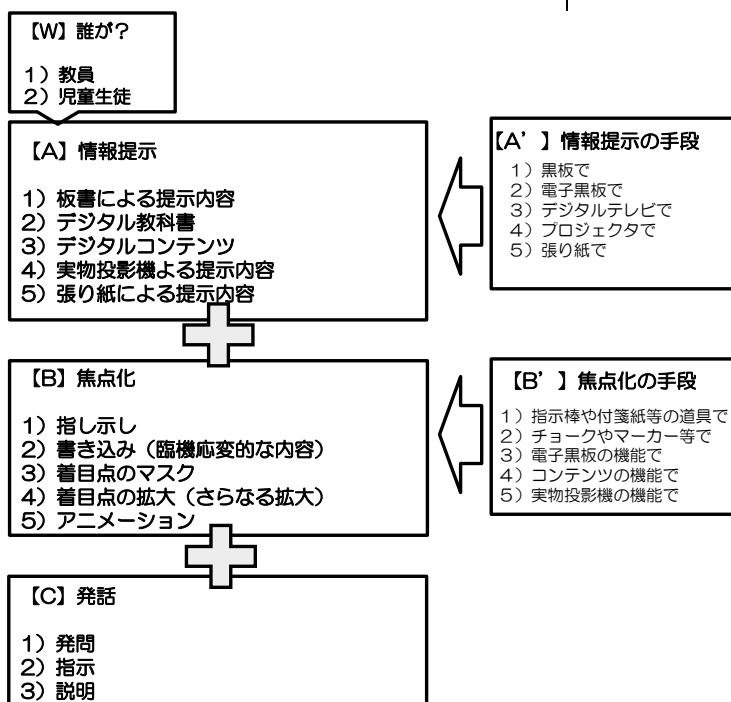 【W】誰が?
1）教員
2）児童生徒
【A】情報提示
1）板書による提示内容
2）デジタル教科書
3）デジタルコンテンツ
4）実物投影機よる提示内容
5）張り紙による提示内容
【A’】情報提示の手段
1）黒板で
2）電子黒板で
3）デジタルテレビで
4）プロジェクタで
5）張り紙で
【B】焦点化
1）指し示し
2）書き込み（臨機応変的な内容）
3）着目点のマスク
4）着目点の拡大（さらなる拡大）
5）アニメーション
【B’】焦点化の手段
1）指示棒や付箋紙等の道具で
2）チョークやマーカー等で
3）電子黒板の機能で
4）コンテンツの機能で
5）実物投影機の機能で
【C】発話
1）発問
2）指示
3）説明